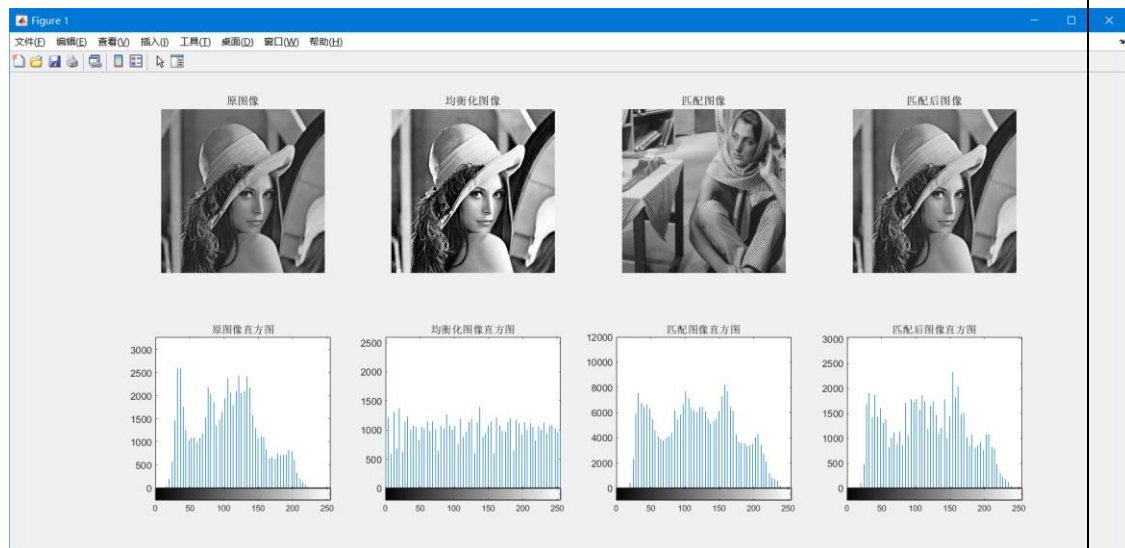 Figure 1
文件(F) 编辑(E) 查看(V) 插入(I) 工具(T) 桌面(D) 窗口(W) 帮助(H)
原图像 均衡化图像 匹配图像 匹配后图像
原图像直方图
3000
2500
2000
1500
1000
500
0
0 50 100 150 200 250
均衡化图像直方图
2500
2000
1500
1000
500
0
0 50 100 150 200 250
匹配图像直方图
12000
10000
8000
6000
4000
2000
0
0 50 100 150 200 250
匹配后图像直方图
3000
2500
2000
1500
1000
500
0
0 50 100 150 200 250